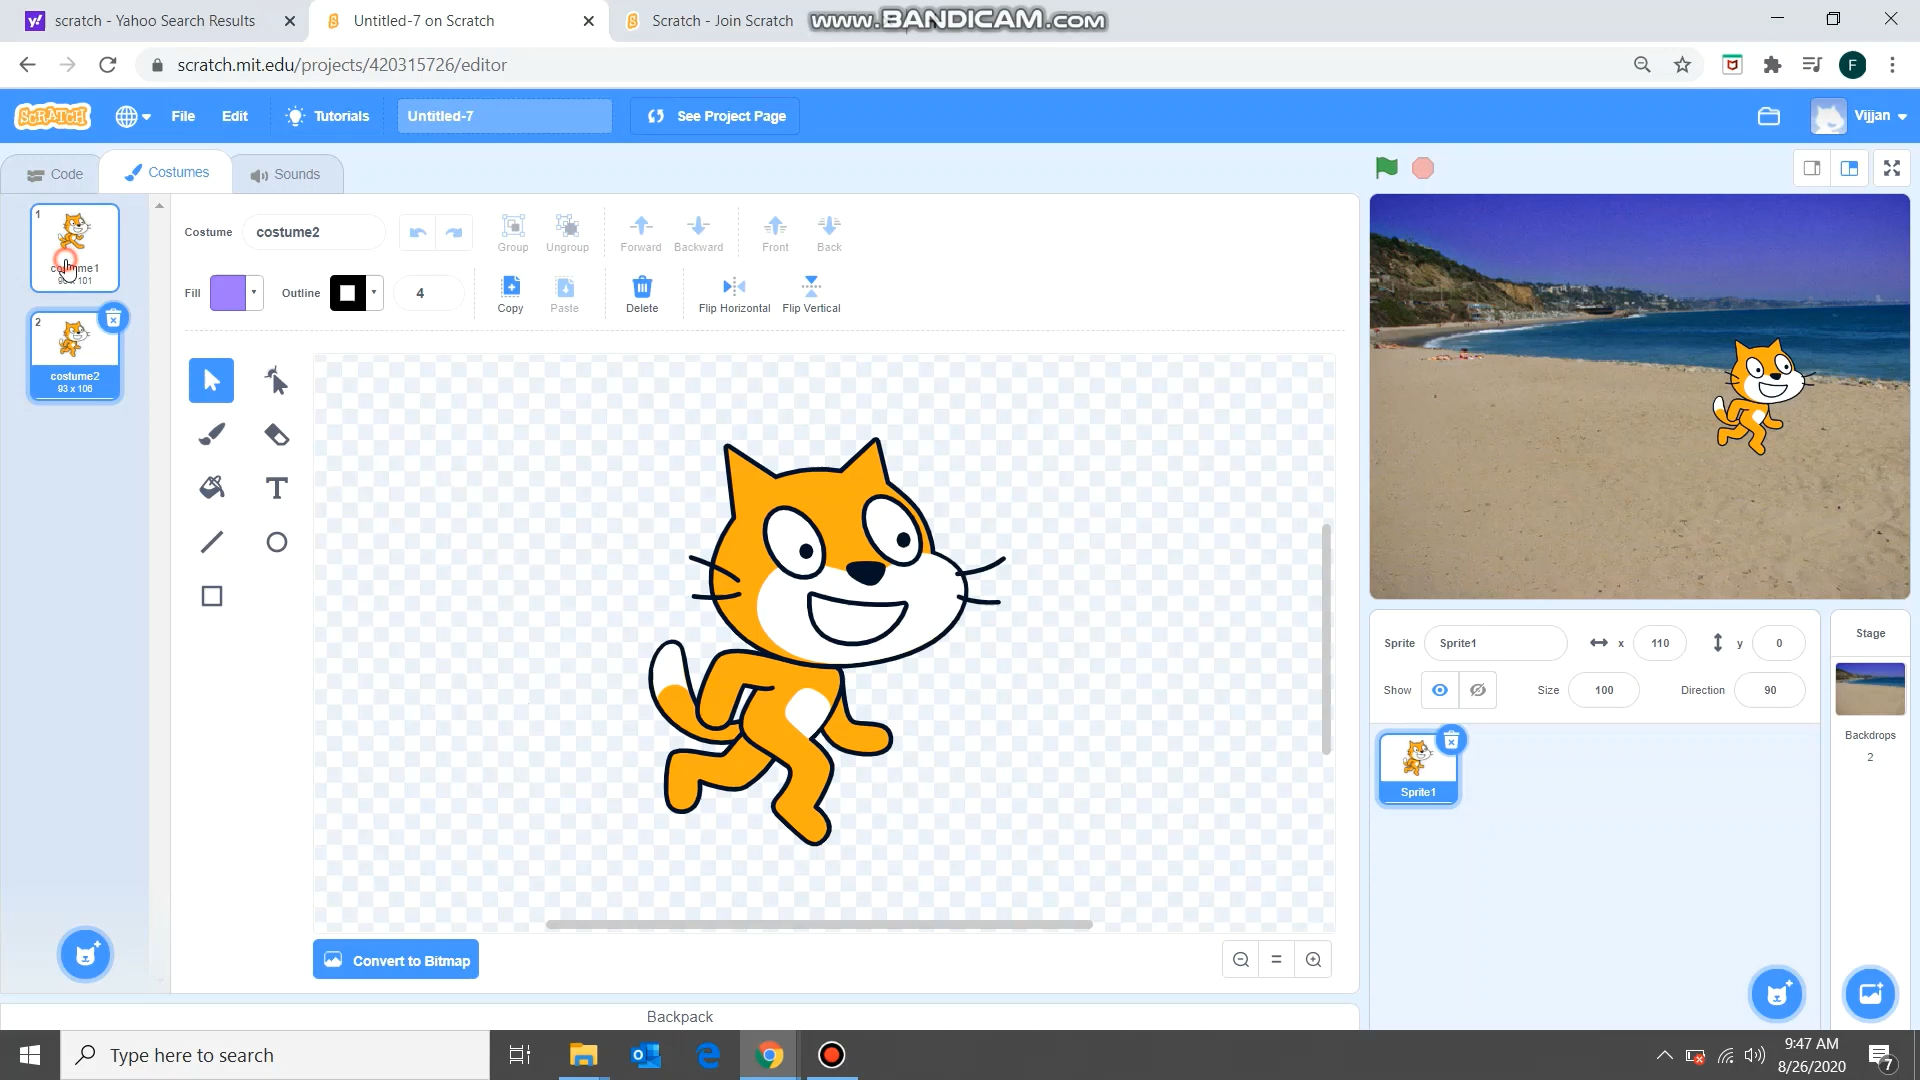 scratch - Yahoo Search Results
Untitled-7 on Scratch
Scratch - Join Scratch
www.BANDICAM.com
scratch.mit.edu/projects/420315726/editor
F
SCRATCH
File
Edit
Tutorials
Untitled-7
See Project Page
Vijjan
Code
Costumes
Sounds
1
101
2
costume2
93 x 106
Costume
costume2
Group
Ungroup
Forward
Backward
Front
Back
Fill
Outline
4
Copy
Paste
Delete
Flip Horizontal
Flip Vertical
T
Convert to Bitmap
Backpack
Sprite
Sprite1
x
110
y
0
Show
Size
100
Direction
90
Sprite1
Stage
Backdrops
2
Type here to search
9:47 AM
8/26/2020
7